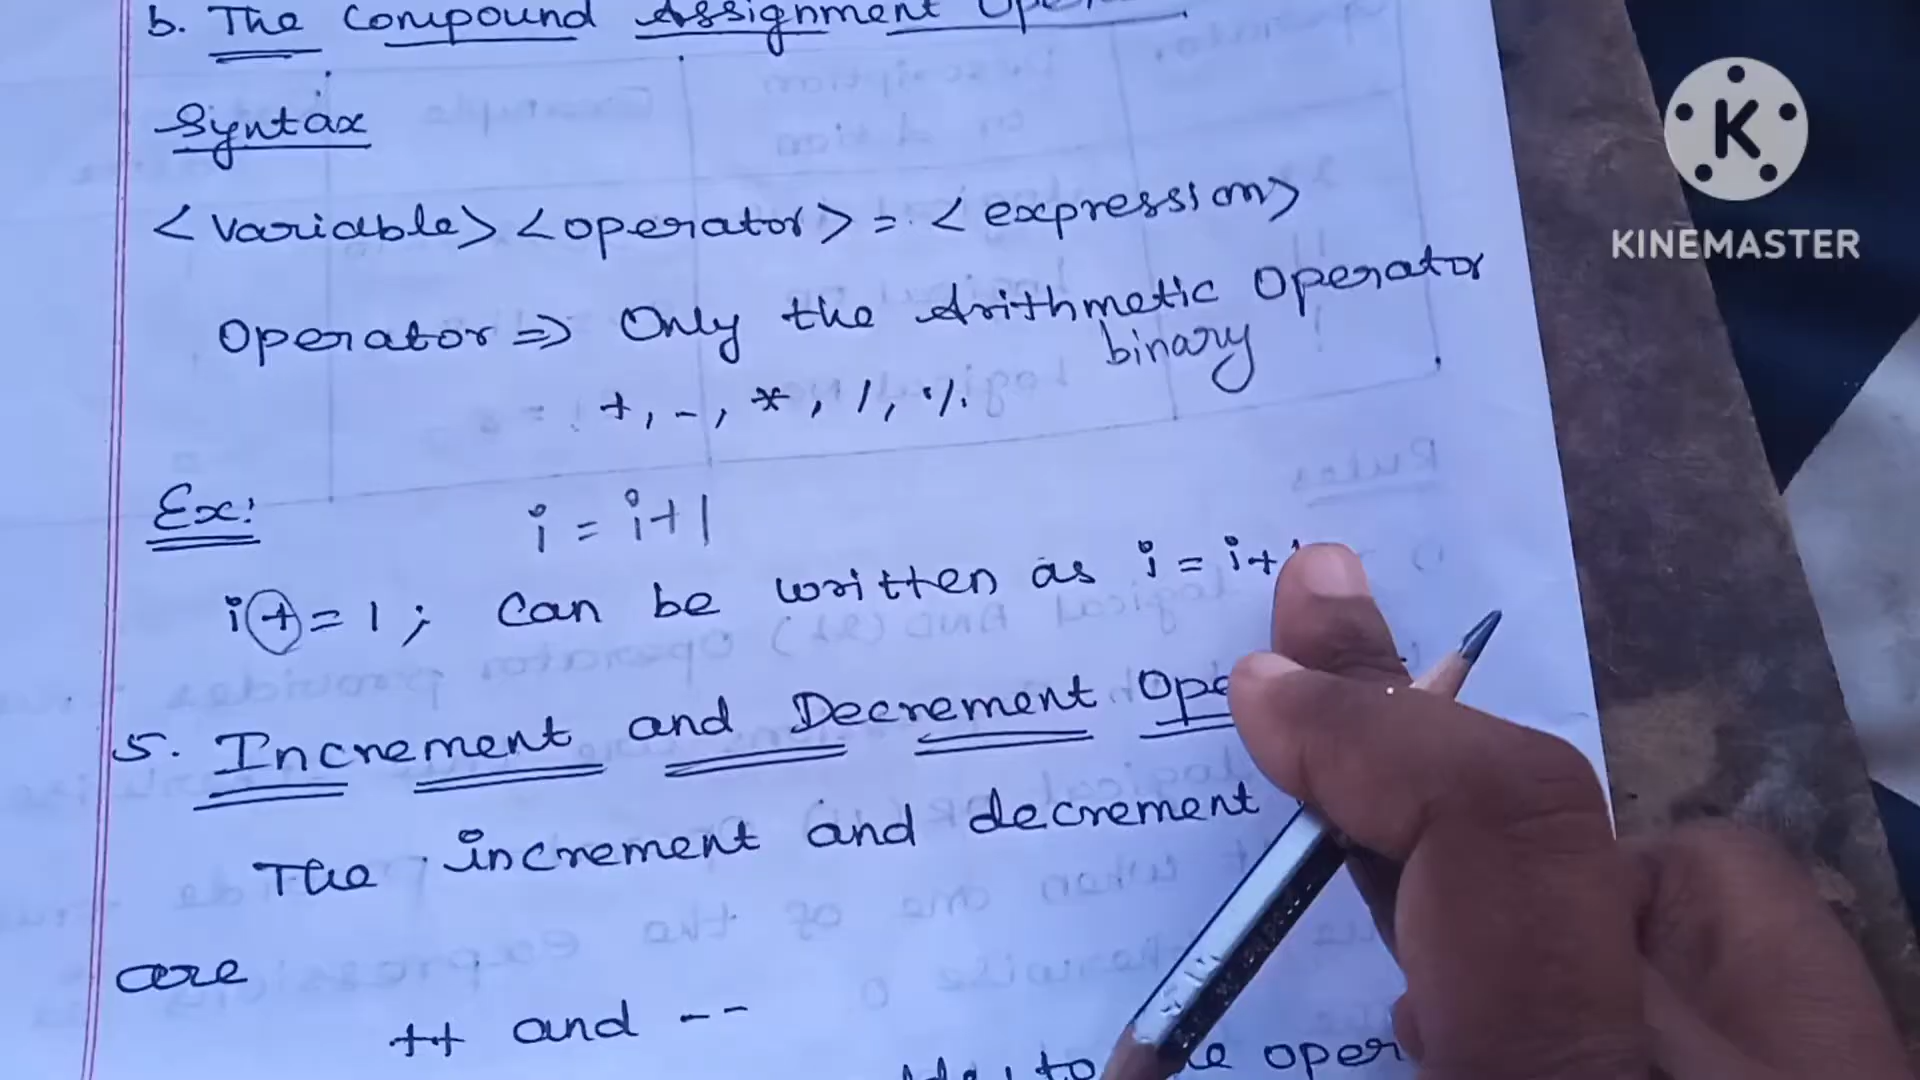 b. The Compound Assignment
Syntax
<variable> <operator> = <expression>
Operator => Only the Arithmetic Operator
binary
+, -, *, /, %.
Ex:
i = i+1
i+=1; can be written as i = i+
5. Increment and Decrement Ope
The increment and decrement
are
++ and --
to oper
K
KINEMASTER